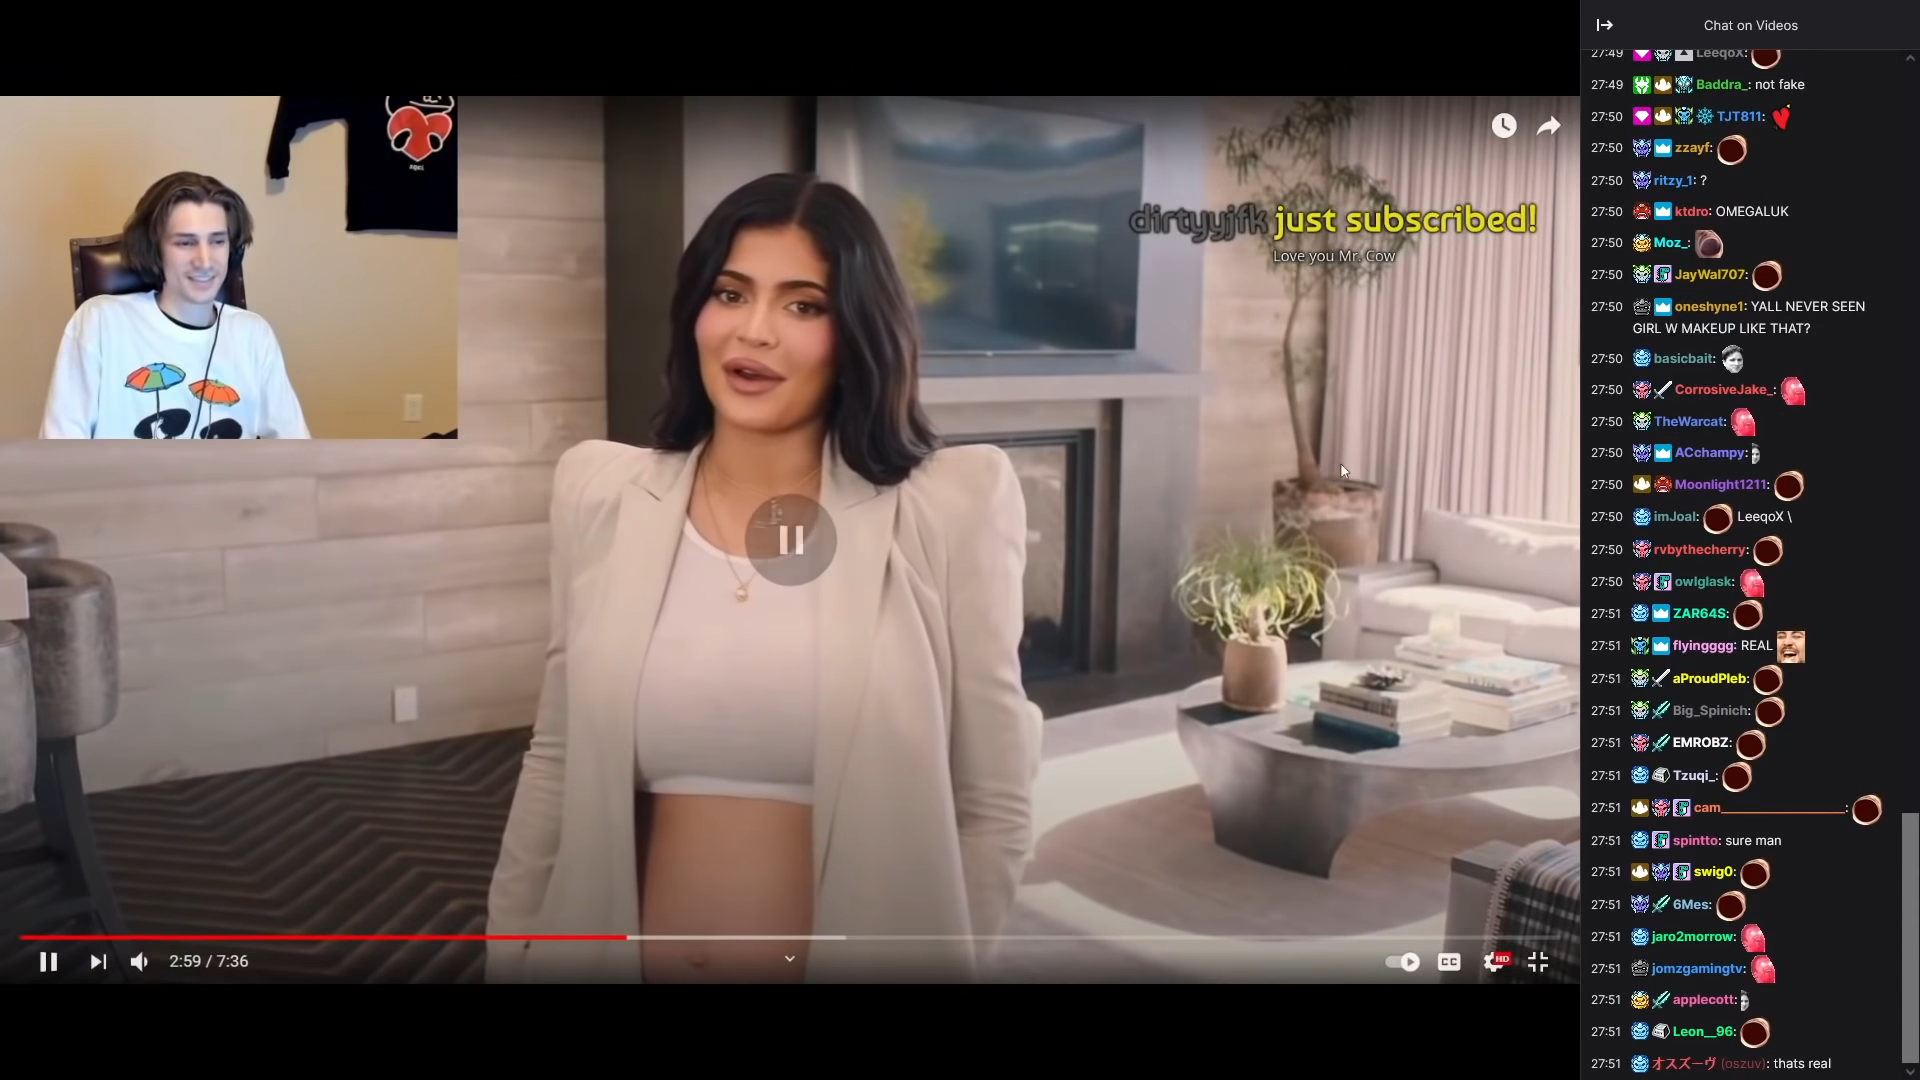 Chat on Videos
27:49 LeeqoX:
27:49 Baddra_: not fake
27:50 TJT811:
27:50 zzayf:
27:50 ritzy_1: ?
27:50 ktdro: OMEGALUK
27:50 Moz_:
27:50 JayWal707:
27:50 oneshyne1: YALL NEVER SEEN
GIRL W MAKEUP LIKE THAT?
27:50 basicbait:
27:50 CorrosiveJake_:
27:50 TheWarcat:
27:50 ACchampy:
27:50 Moonlight1211:
27:50 imJoal: LeeqoX \
27:50 rvbythecherry:
27:50 owlglask:
27:51 ZAR64S:
27:51 flyingggg: REAL
27:51 aProudPleb:
27:51 Big_Spinich:
27:51 EMROBZ:
27:51 Tzuqi_:
27:51 cam__________________:
27:51 spintto: sure man
27:51 swig0:
27:51 6Mes:
27:51 jaro2morrow:
27:51 jomzgamingtv:
27:51 applecott:
27:51 Leon__96:
27:51 オスズーヴ (oszuv): thats real
dirtyyjfk just subscribed!
Love you Mr. Cow
2:59 / 7:36
CC
HD